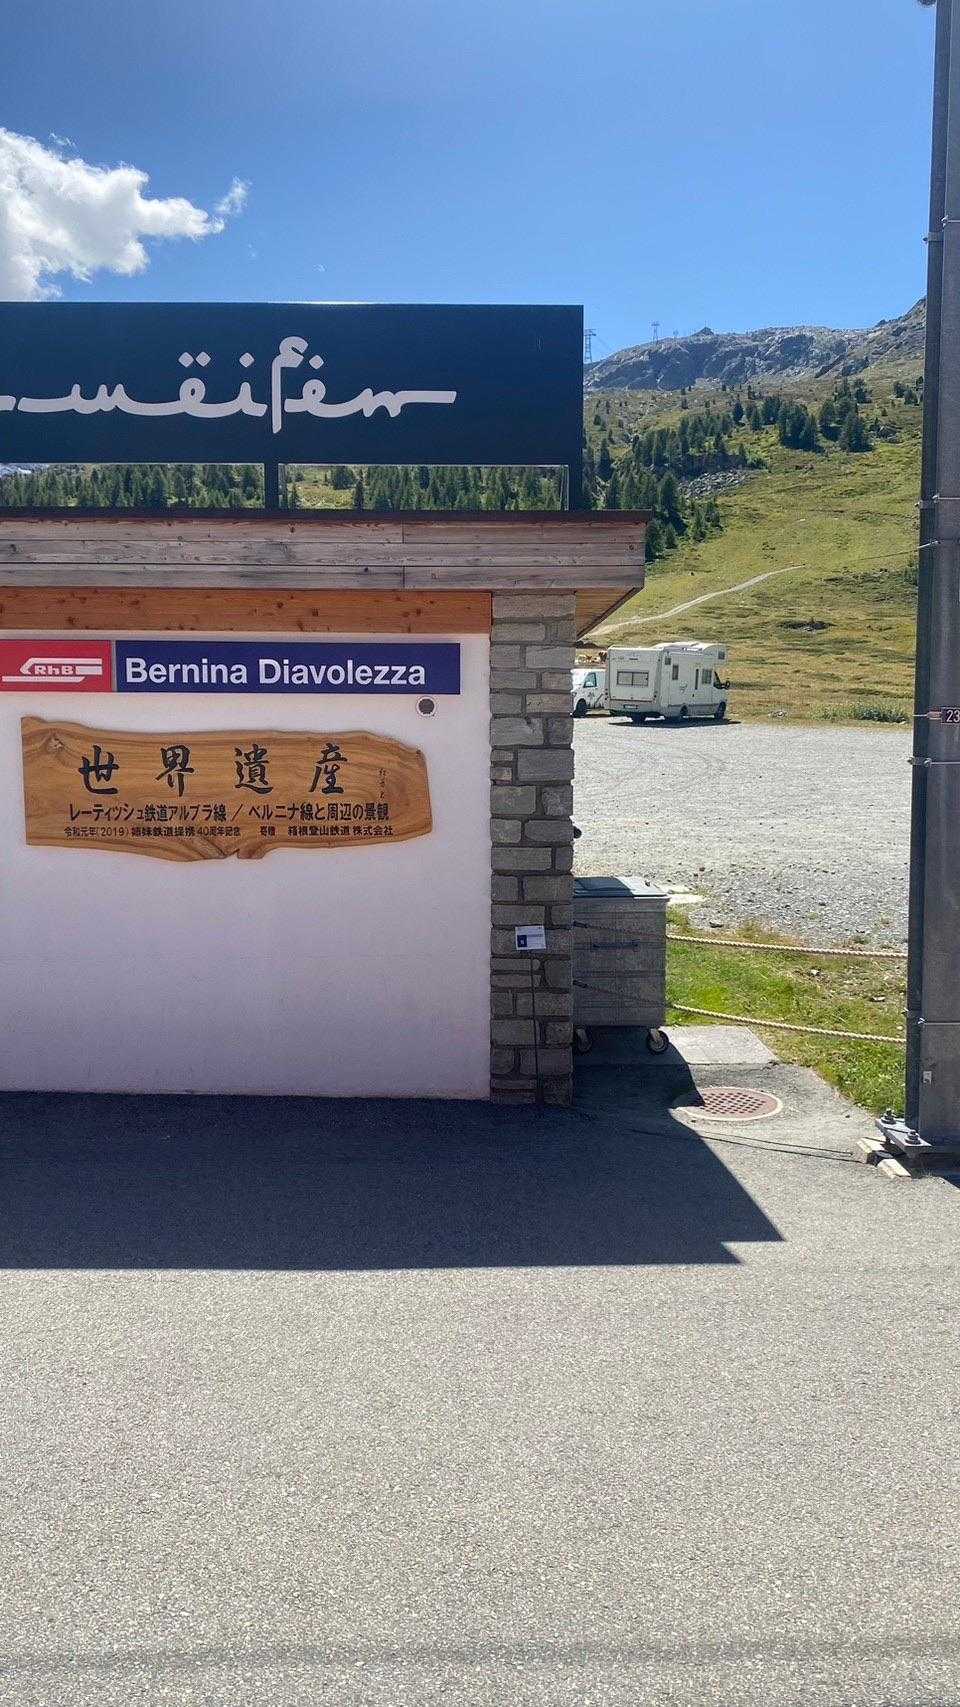 RhB
Bernina Diavolezza
世界遺産
レーティッシュ鉄道アルブラ線 / ベルニナ線と周辺の景観
令和元年(2019)姉妹鉄道提携40周年記念 寄贈 箱根登山鉄道株式会社
23